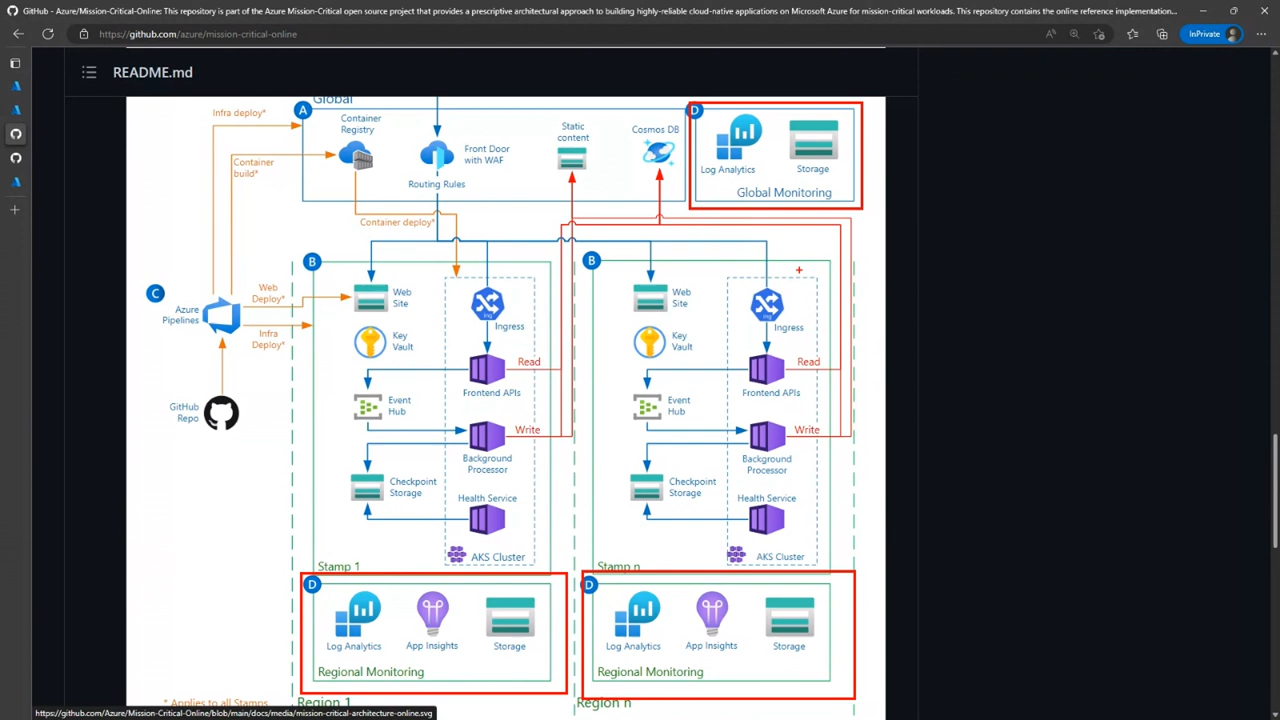 GitHub - Azure/Mission-Critical-Online: This repository is part of the Azure Mission-Critical open source project that provides a prescriptive architectural approach to building highly-reliable cloud-native applications on Microsoft Azure for mission-critical workloads. This repository contains the online reference implementation...
https://github.com/azure/mission-critical-online
InPrivate
README.md
Global
A
Infra deploy*
Container
Registry
Container
build*
Front Door
with WAF
Routing Rules
Static
content
Cosmos DB
D
Log Analytics
Storage
Global Monitoring
Container deploy*
B
B
C
Azure
Pipelines
Web
Deploy*
Infra
Deploy*
GitHub
Repo
Web
Site
Key
Vault
Event
Hub
Checkpoint
Storage
Ing
Ingress
Read
Frontend APIs
Write
Background
Processor
Health Service
AKS Cluster
Stamp 1
Web
Site
Key
Vault
Event
Hub
Checkpoint
Storage
Ing
Ingress
Read
Frontend APIs
Write
Background
Processor
Health Service
AKS Cluster
Stamp n
D
Log Analytics
App Insights
Storage
Regional Monitoring
D
Log Analytics
App Insights
Storage
Regional Monitoring
* Applies to all Stamps
Region 1
Region n
https://github.com/Azure/Mission-Critical-Online/blob/main/docs/media/mission-critical-architecture-online.svg